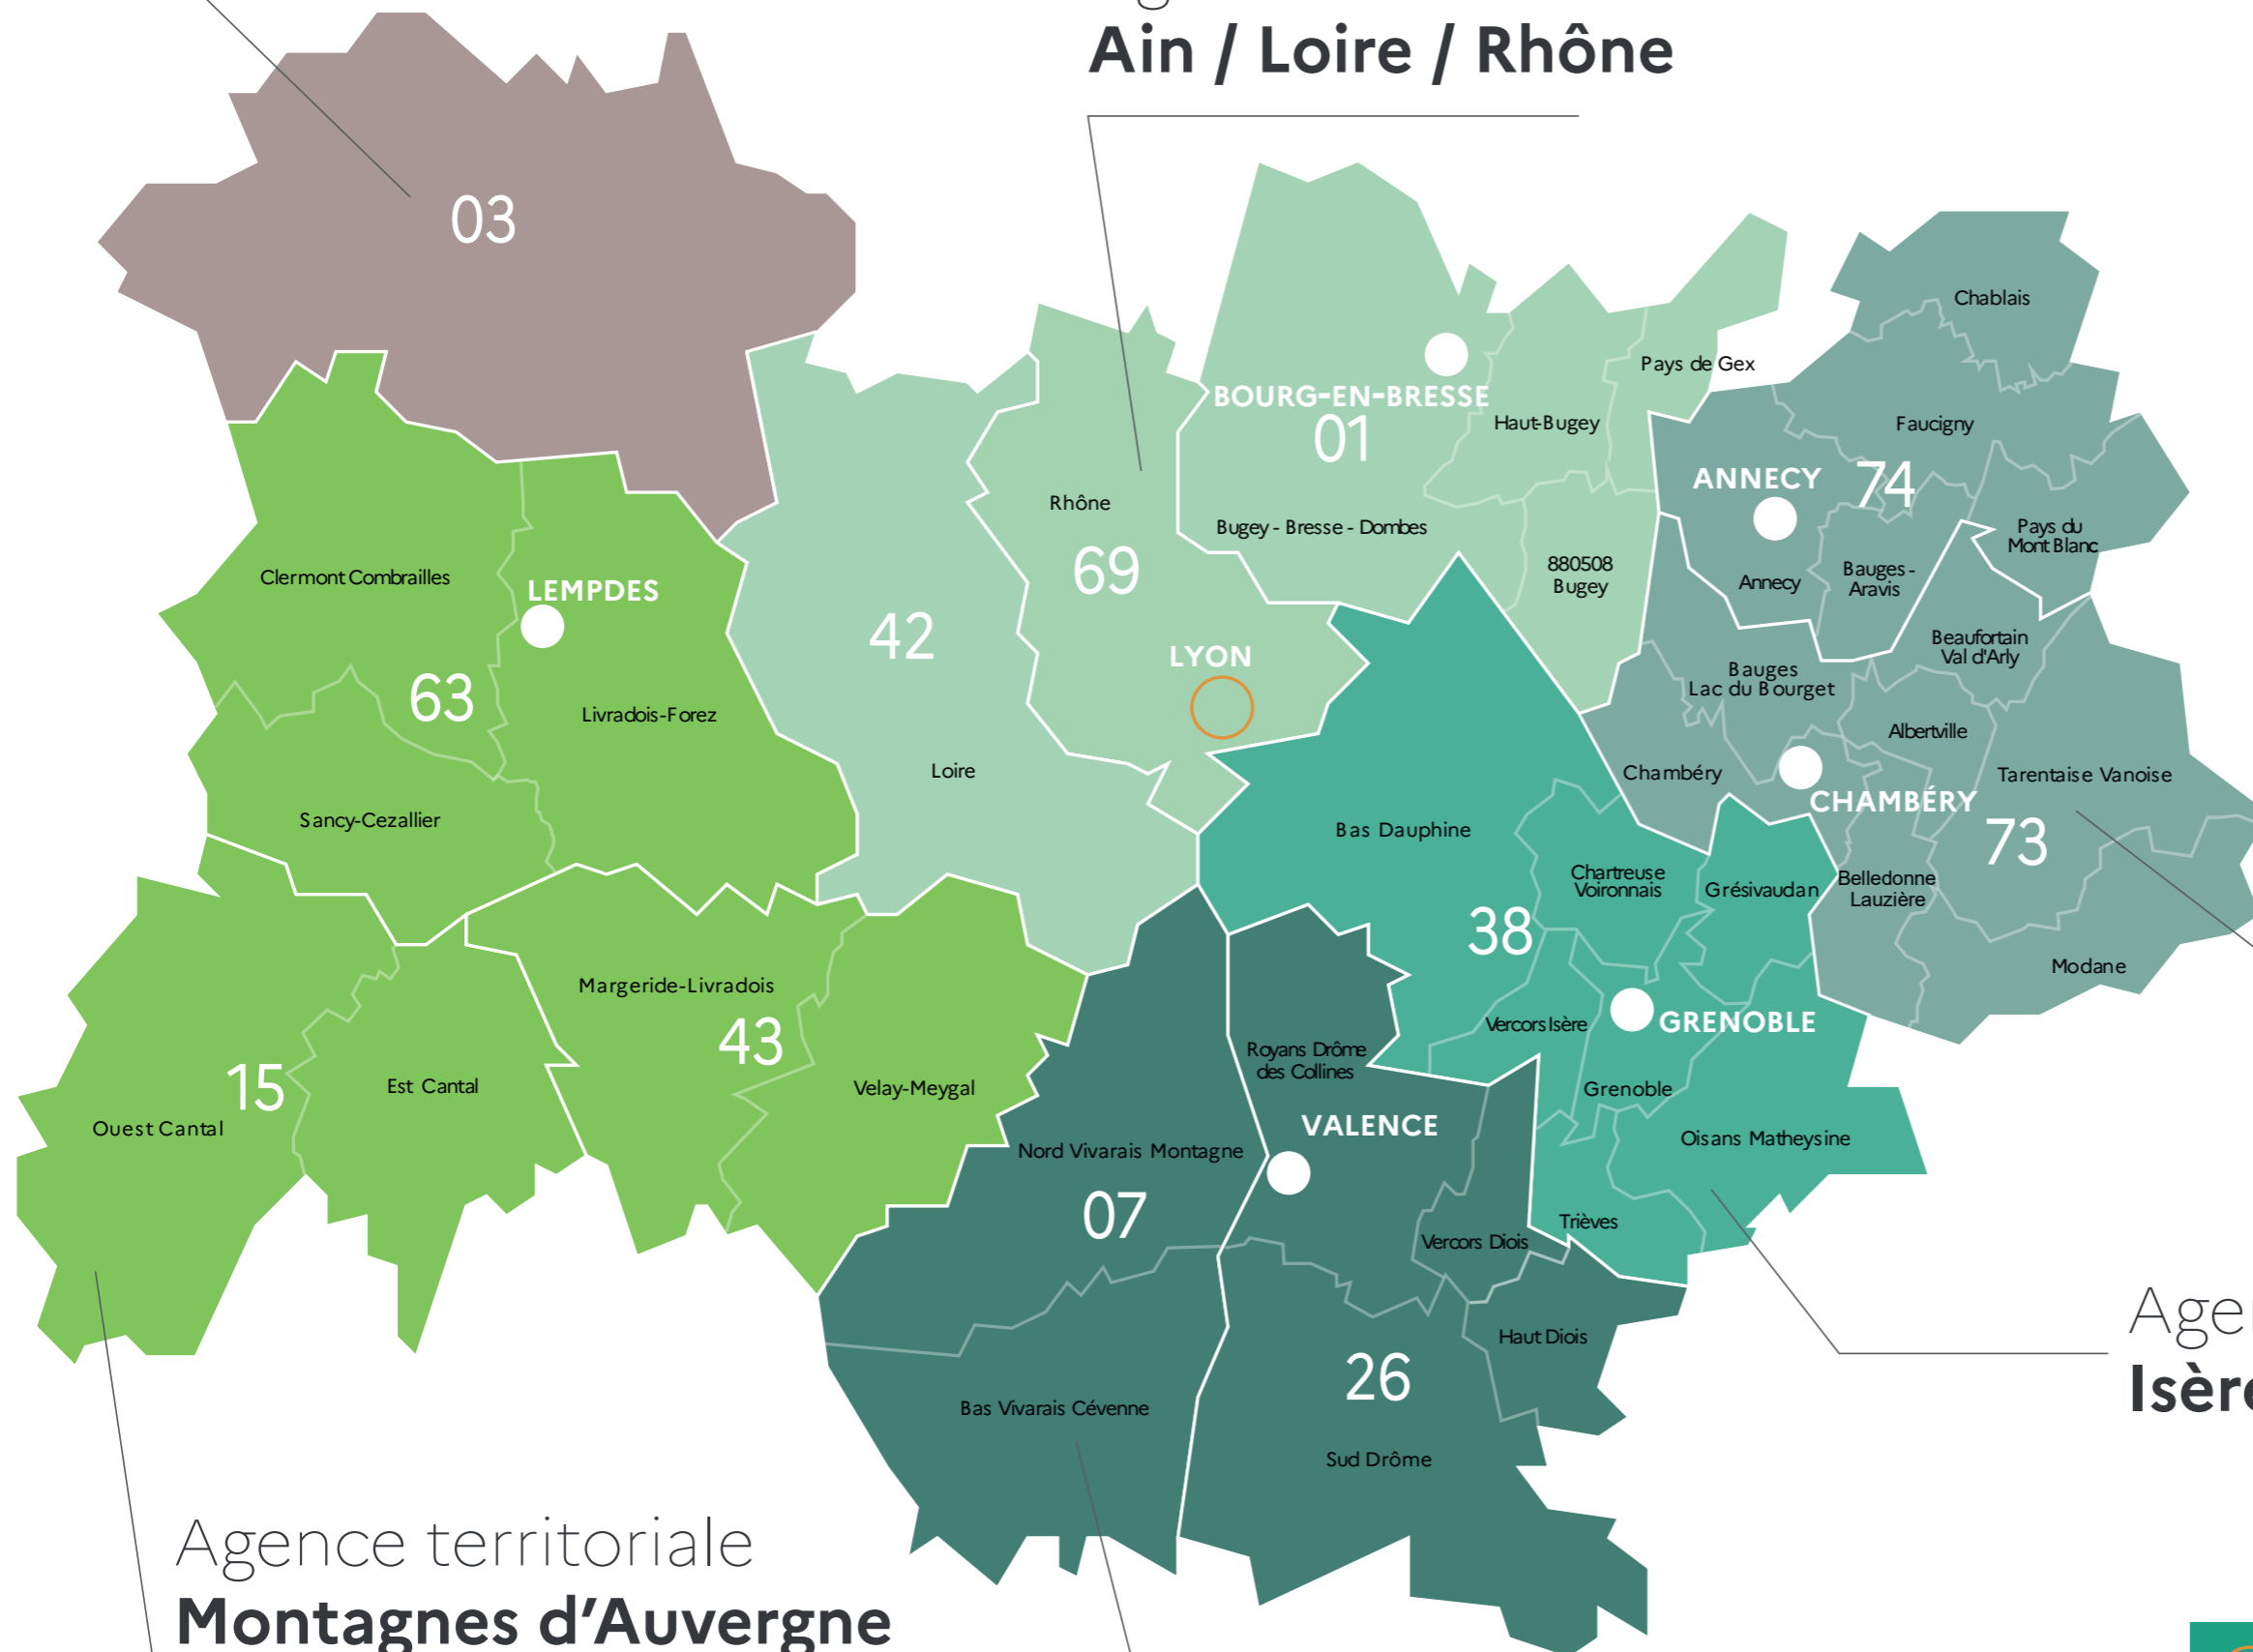 Ain / Loire / Rhône
03
Chablais
Pays de Gex
BOURG-EN-BRESSE
01
Haut-Bugey
Faucigny
ANNECY
74
Rhône
Bugey - Bresse - Dombes
Pays du
Mont Blanc
69
880508
Bugey
Annecy
Bauges -
Aravis
Clermont Combrailles
LEMPDES
42
Beaufortain
Val d'Arly
LYON
Bauges
Lac du Bourget
63
Livradois-Forez
Albertville
Loire
Chambéry
Tarentaise Vanoise
CHAMBÉRY
Sancy-Cezallier
Bas Dauphine
73
Chartreuse
Voironnais
Grésivaudan
Belledonne
Lauzière
38
Modane
Margeride-Livradois
43
Vercors Isère
GRENOBLE
Royans Drôme
des Collines
15
Est Cantal
Velay-Meygal
Grenoble
Ouest Cantal
VALENCE
Oisans Matheysine
Nord Vivarais Montagne
07
Trièves
Vercors Diois
Haut Diois
26
Bas Vivarais Cévenne
Sud Drôme
Agence territoriale
Montagnes d'Auvergne